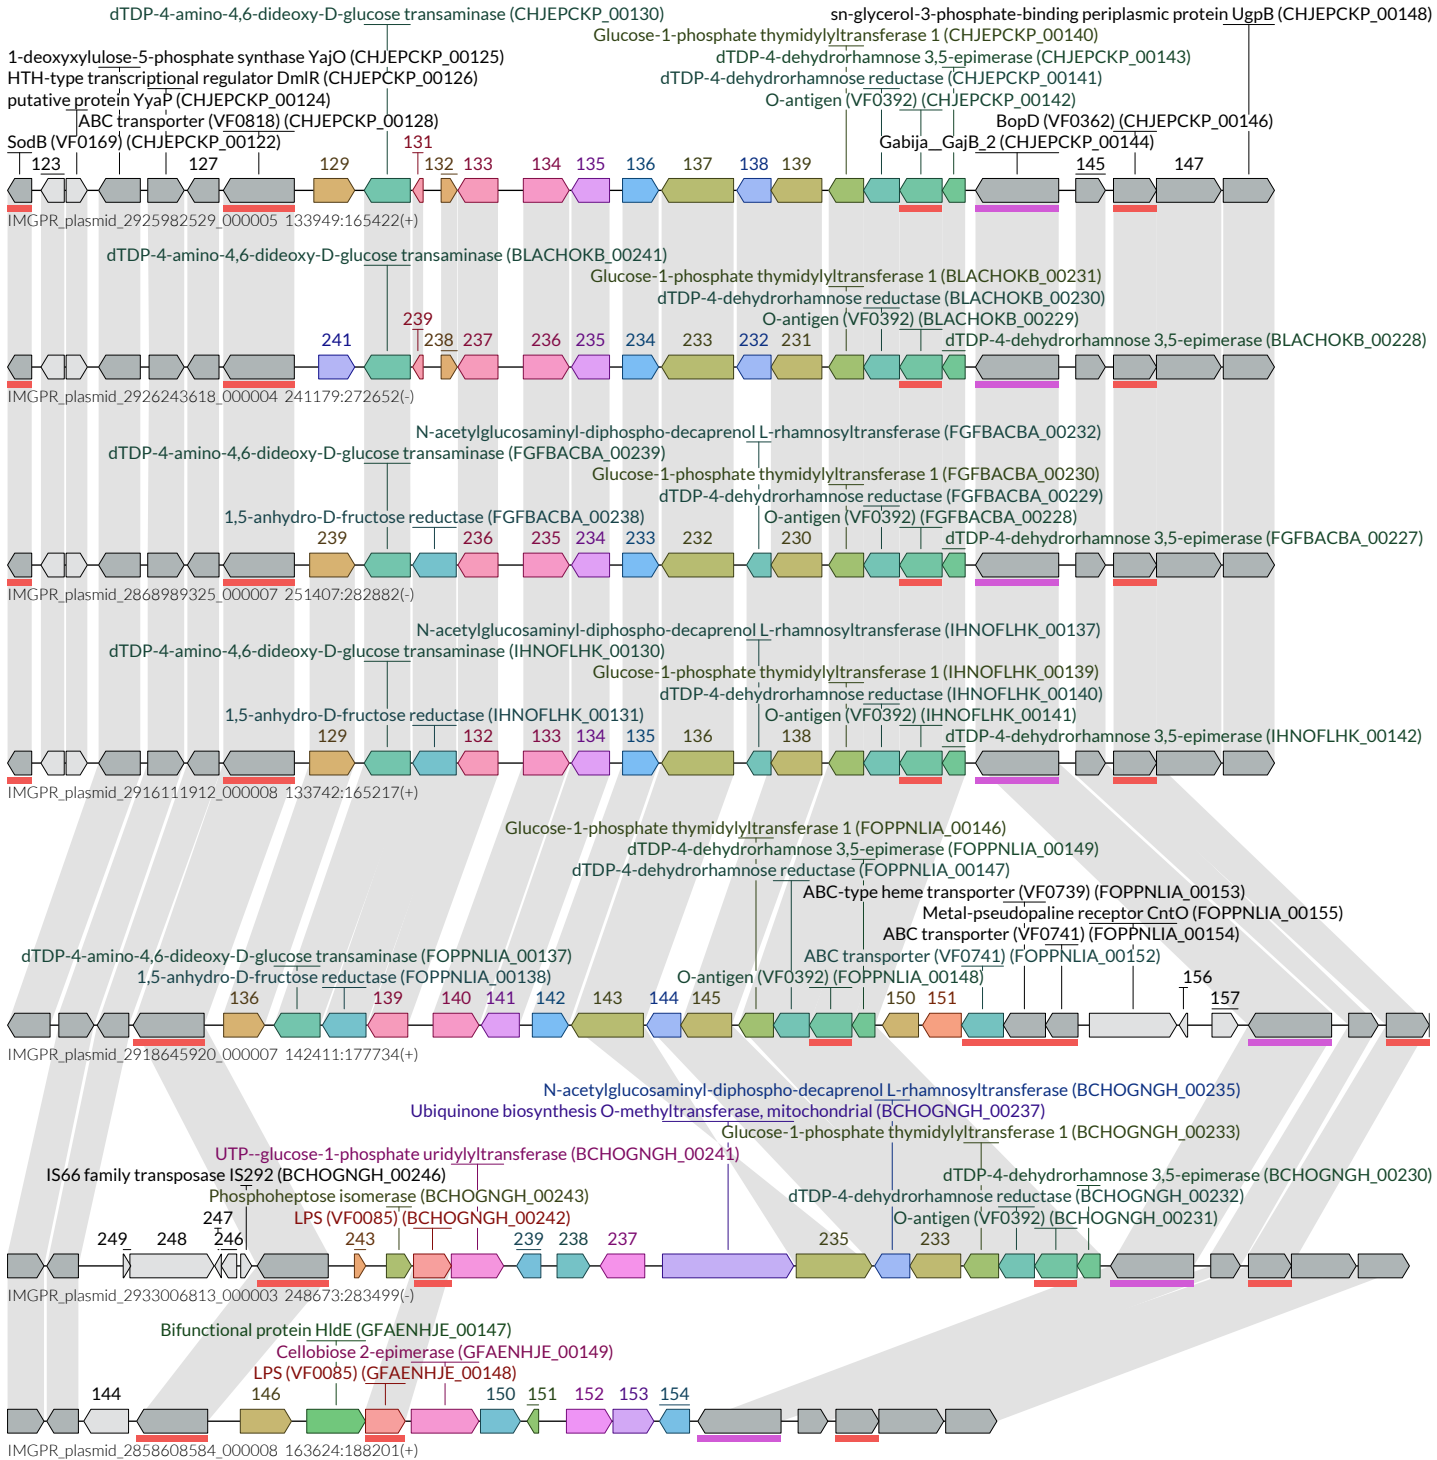 dTDP-4-amino-4,6-dideoxy-D-glucose transaminase (CHJEPCKP_00130)
sn-glycerol-3-phosphate-binding periplasmic protein UgpB (CHJEPCKP_00148)
Glucose-1-phosphate thymidylyltransferase 1 (CHJEPCKP_00140)
1-deoxyxylulose-5-phosphate synthase YajO (CHJEPCKP_00125)
dTDP-4-dehydrorhamnose 3,5-epimerase (CHJEPCKP_00143)
HTH-type transcriptional regulator DmlR (CHJEPCKP_00126)
dTDP-4-dehydrorhamnose reductase (CHJEPCKP_00141)
putative protein YyaP (CHJEPCKP_00124)
O-antigen (VF0392) (CHJEPCKP_00142)
ABC transporter (VF0818) (CHJEPCKP_00128)
BopD (VF0362) (CHJEPCKP_00146)
SodB (VF0169) (CHJEPCKP_00122)
131
Gabija__GajB_2 (CHJEPCKP_00144)
123 127 129 132 133 134 135 136 137 138 139 145 147
IMGPR_plasmid_2925982529_000005 133949:165422(+)
dTDP-4-amino-4,6-dideoxy-D-glucose transaminase (BLACHOKB_00241)
Glucose-1-phosphate thymidylyltransferase 1 (BLACHOKB_00231)
dTDP-4-dehydrorhamnose reductase (BLACHOKB_00230)
239
O-antigen (VF0392) (BLACHOKB_00229)
241 238 237 236 235 234 233 232 231 dTDP-4-dehydrorhamnose 3,5-epimerase (BLACHOKB_00228)
IMGPR_plasmid_2926243618_000004 241179:272652(-)
N-acetylglucosaminyl-diphospho-decaprenol L-rhamnosyltransferase (FGFBACBA_00232)
dTDP-4-amino-4,6-dideoxy-D-glucose transaminase (FGFBACBA_00239)
Glucose-1-phosphate thymidylyltransferase 1 (FGFBACBA_00230)
dTDP-4-dehydrorhamnose reductase (FGFBACBA_00229)
1,5-anhydro-D-fructose reductase (FGFBACBA_00238)
O-antigen (VF0392) (FGFBACBA_00228)
239 236 235 234 233 232 230 dTDP-4-dehydrorhamnose 3,5-epimerase (FGFBACBA_00227)
IMGPR_plasmid_2868989325_000007 251407:282882(-)
N-acetylglucosaminyl-diphospho-decaprenol L-rhamnosyltransferase (IHNOFLHK_00137)
dTDP-4-amino-4,6-dideoxy-D-glucose transaminase (IHNOFLHK_00130)
Glucose-1-phosphate thymidylyltransferase 1 (IHNOFLHK_00139)
dTDP-4-dehydrorhamnose reductase (IHNOFLHK_00140)
1,5-anhydro-D-fructose reductase (IHNOFLHK_00131)
O-antigen (VF0392) (IHNOFLHK_00141)
129 132 133 134 135 136 138 dTDP-4-dehydrorhamnose 3,5-epimerase (IHNOFLHK_00142)
IMGPR_plasmid_2916111912_000008 133742:165217(+)
Glucose-1-phosphate thymidylyltransferase 1 (FOPPNLIA_00146)
dTDP-4-dehydrorhamnose 3,5-epimerase (FOPPNLIA_00149)
dTDP-4-dehydrorhamnose reductase (FOPPNLIA_00147)
ABC-type heme transporter (VF0739) (FOPPNLIA_00153)
Metal-pseudopaline receptor CntO (FOPPNLIA_00155)
ABC transporter (VF0741) (FOPPNLIA_00154)
dTDP-4-amino-4,6-dideoxy-D-glucose transaminase (FOPPNLIA_00137)
ABC transporter (VF0741) (FOPPNLIA_00152)
1,5-anhydro-D-fructose reductase (FOPPNLIA_00138)
O-antigen (VF0392) (FOPPNLIA_00148)
156
136 139 140 141 142 143 144 145 150 151 157
IMGPR_plasmid_2918645920_000007 142411:177734(+)
N-acetylglucosaminyl-diphospho-decaprenol L-rhamnosyltransferase (BCHOGNGH_00235)
Ubiquinone biosynthesis O-methyltransferase, mitochondrial (BCHOGNGH_00237)
Glucose-1-phosphate thymidylyltransferase 1 (BCHOGNGH_00233)
UTP--glucose-1-phosphate uridylyltransferase (BCHOGNGH_00241)
IS66 family transposase IS292 (BCHOGNGH_00246)
dTDP-4-dehydrorhamnose 3,5-epimerase (BCHOGNGH_00230)
Phosphoheptose isomerase (BCHOGNGH_00243)
dTDP-4-dehydrorhamnose reductase (BCHOGNGH_00232)
247
LPS (VF0085) (BCHOGNGH_00242)
O-antigen (VF0392) (BCHOGNGH_00231)
249 248 246 243 239 238 237 235 233
IMGPR_plasmid_2933006813_000003 248673:283499(-)
Bifunctional protein HldE (GFAENHJE_00147)
Cellobiose 2-epimerase (GFAENHJE_00149)
LPS (VF0085) (GFAENHJE_00148)
144 146 150 151 152 153 154
IMGPR_plasmid_2858608584_000008 163624:188201(+)